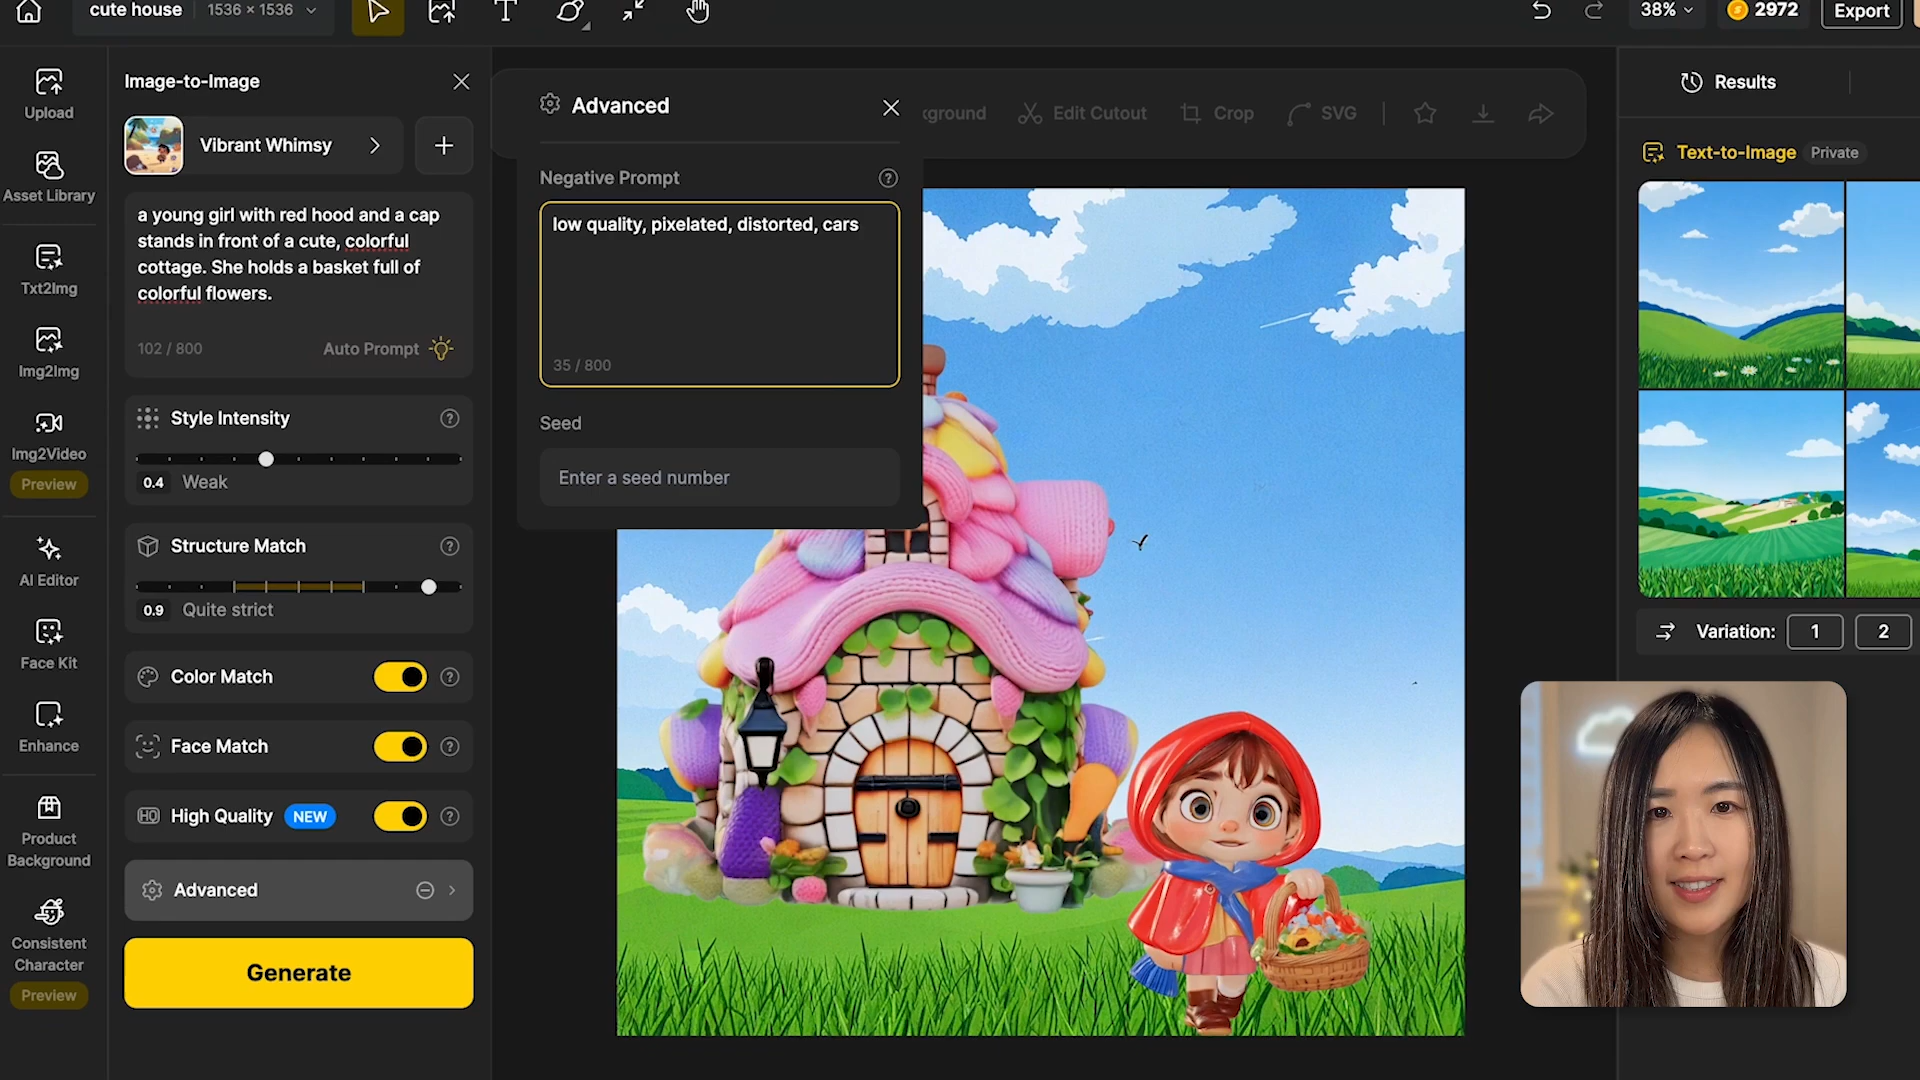 cute house
1536 × 1536
38%
2972
Export
Upload
Asset Library
Txt2Img
Img2Img
Img2Video
Preview
AI Editor
Face Kit
Enhance
Product
Background
Consistent
Character
Preview
Image-to-Image
Vibrant Whimsy
a young girl with red hood and a cap
stands in front of a cute, colorful
cottage. She holds a basket full of
colorful flowers.
102 / 800
Auto Prompt
Style Intensity
0.4 Weak
Structure Match
0.9 Quite strict
Color Match
Face Match
HQ High Quality NEW
Advanced
Generate
Advanced
Negative Prompt
low quality, pixelated, distorted, cars
35 / 800
Seed
Enter a seed number
kground
Edit Cutout
Crop
SVG
Results
Text-to-Image Private
Variation: 1 2